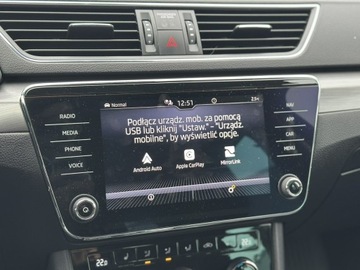 Normal 12:51
RADIO
MEDIA
PHONE
VOICE
Podłącz urządz. mob. za pomocą
USB lub kliknij "Ustaw." – "Urządz.
mobilne", by wyświetlić opcje.
Android Auto
Apple CarPlay
MirrorLink
NAV
APP
CAR
MENU